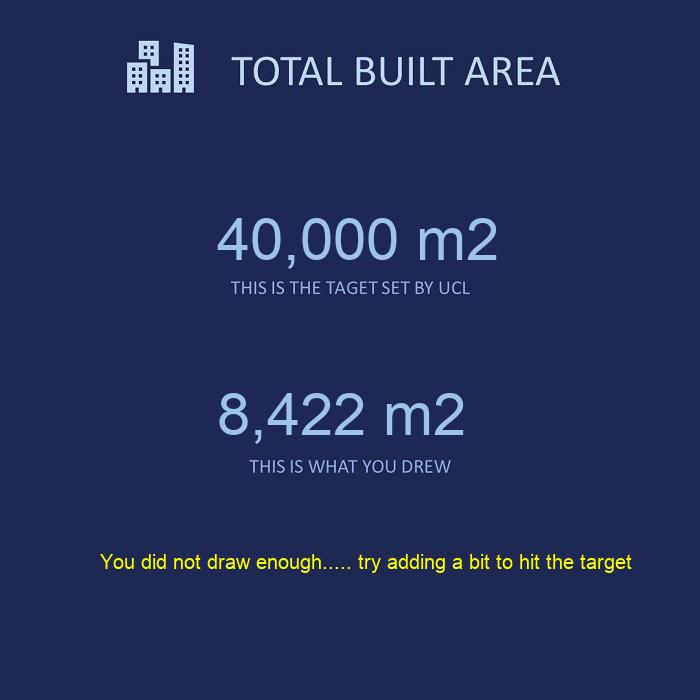 TOTAL BUILT AREA
40,000 m2
THIS IS THE TAGET SET BY UCL
8,422 m2
THIS IS WHAT YOU DREW
You did not draw enough..... try adding a bit to hit the target